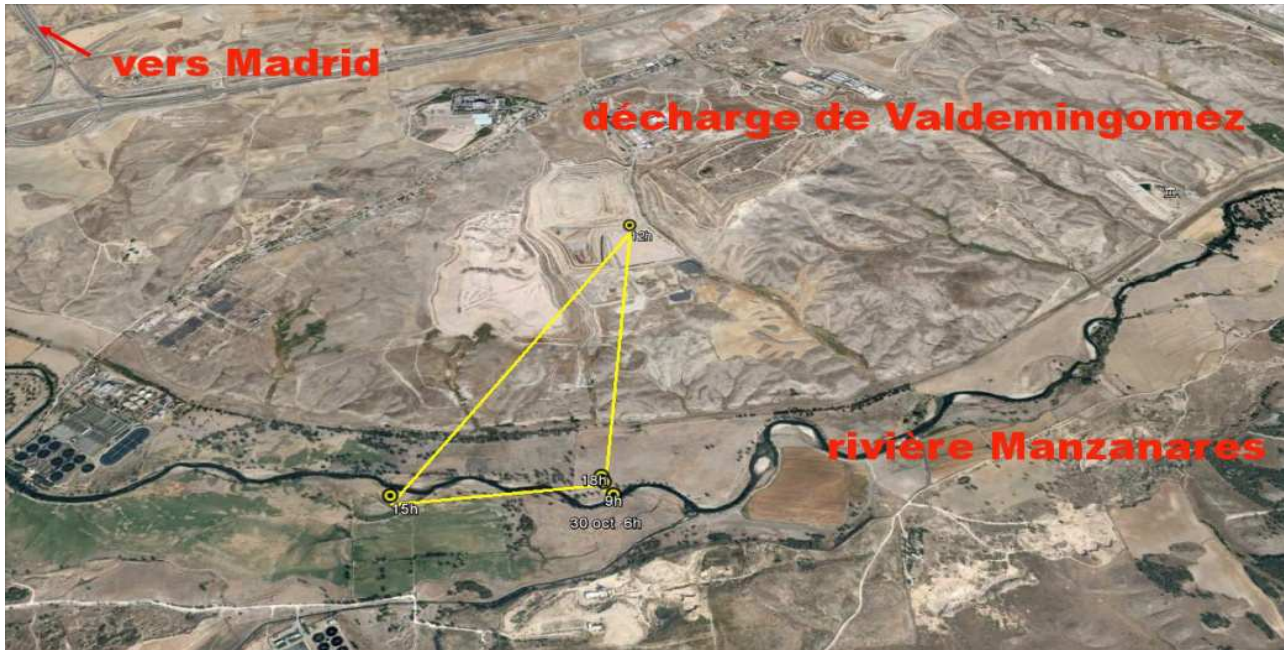 vers Madrid
décharge de Valdemingomez
12h
rivière Manzanares
18h
15h
9h
30 oct 6h